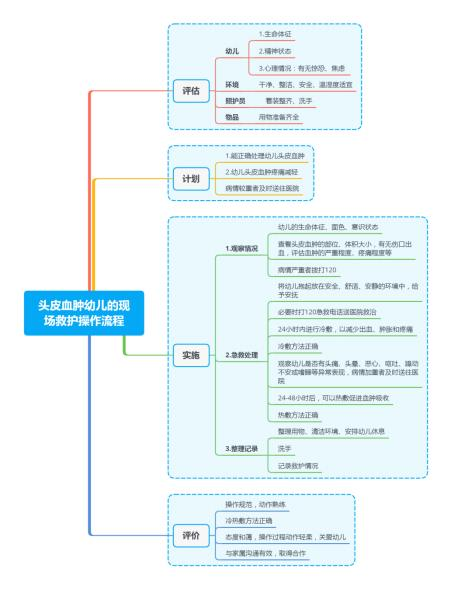 头皮血肿幼儿的现
场救护操作流程
评估
幼儿
1.生命体征
2.精神状态
3.心理情况：有无惊恐、焦虑
环境
干净、整洁、安全、温湿度适宜
照护员
着装整齐、洗手
物品
用物准备齐全
计划
1.能正确处理幼儿头皮血肿
2.幼儿头皮血肿疼痛减轻
病情较重者及时送往医院
实施
1.观察情况
幼儿的生命体征、面色、意识状态
查看头皮血肿的部位、体积大小，有无伤口出
血，评估血肿的严重程度、疼痛程度等
病情严重者拨打120
2.急救处理
将幼儿抱起放在安全、舒适、安静的环境中，给
予安抚
必要时打120急救电话送医院救治
24小时内进行冷敷，以减少出血、肿胀和疼痛
冷敷方法正确
观察幼儿是否有头痛、头晕、恶心、呕吐、躁动
不安或嗜睡等异常表现，病情加重者及时送往医
院
24-48小时后，可以热敷促进血肿吸收
热敷方法正确
3.整理记录
整理用物、清洁环境、安排幼儿休息
洗手
记录救护情况
评价
操作规范，动作熟练
冷热敷方法正确
态度和蔼，操作过程动作轻柔，关爱幼儿
与家属沟通有效，取得合作